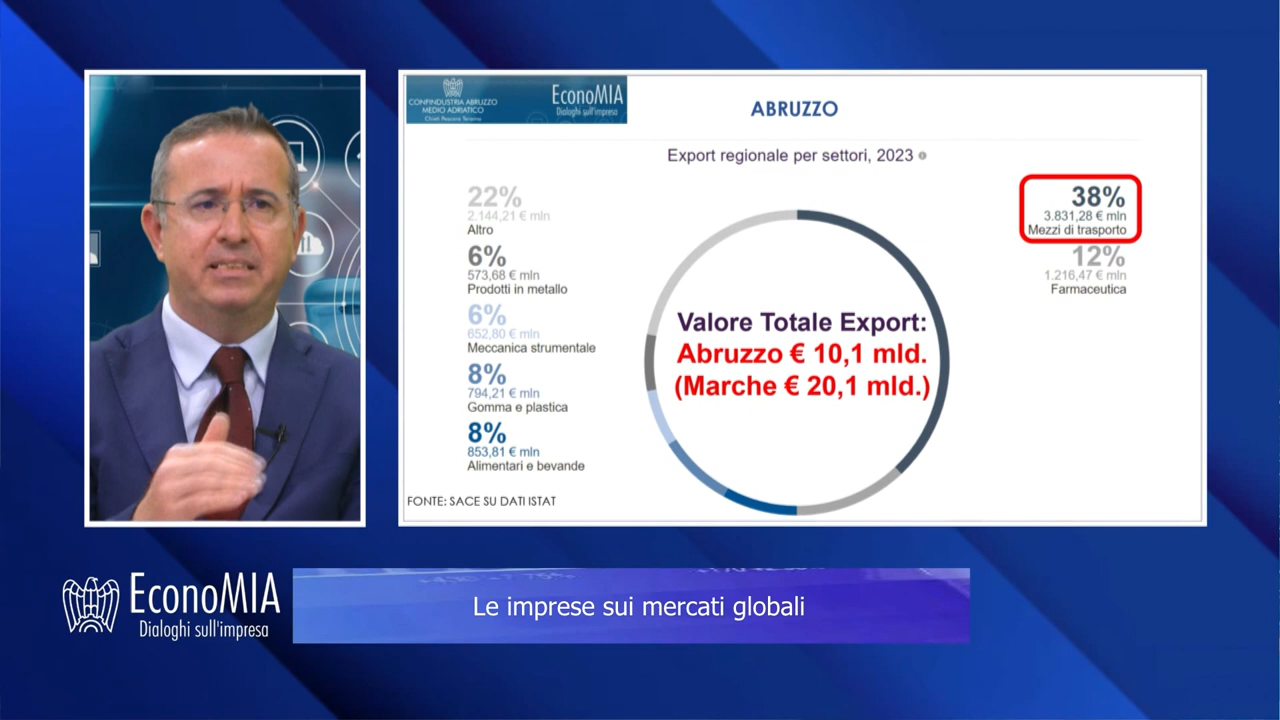 CONFINDUSTRIA ABRUZZO
MEDIO ADRIATICO
Chieti Pescara Teramo
EconoMIA
Dialoghi sull'impresa
ABRUZZO
Export regionale per settori, 2023
22%
2.144,21 € mln
Altro
6%
573,68 € mln
Prodotti in metallo
6%
652,80 € mln
Meccanica strumentale
8%
794,21 € mln
Gomma e plastica
8%
853,81 € mln
Alimentari e bevande
38%
3.831,28 € mln
Mezzi di trasporto
12%
1.216,47 € mln
Farmaceutica
Valore Totale Export:
Abruzzo € 10,1 mld.
(Marche € 20,1 mld.)
FONTE: SACE SU DATI ISTAT
EconoMIA
Dialoghi sull'impresa
Le imprese sui mercati globali